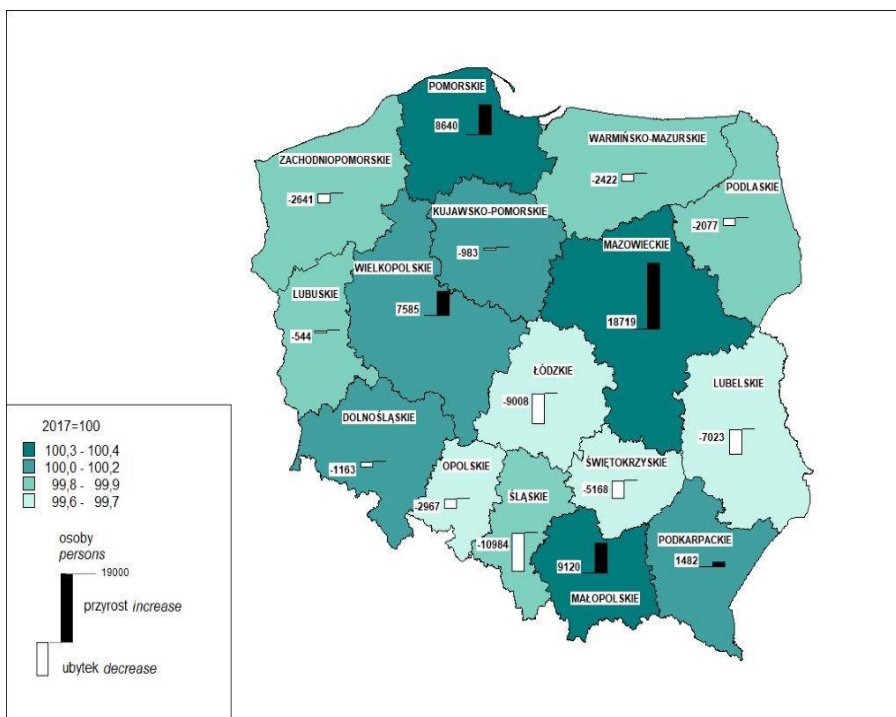 POMORSKIE
8640
WARMIŃSKO-MAZURSKIE
-2422
ZACHODNIOPOMORSKIE
-2641
PODLASKIE
-2077
KUJAWSKO-POMORSKIE
-983
MAZOWIECKIE
18719
WIELKOPOLSKIE
7585
LUBUSKIE
-544
ŁÓDZKIE
-9008
LUBELSKIE
-7023
DOLNOŚLĄSKIE
-1163
OPOLSKIE
-2967
ŚWIĘTOKRZYSKIE
-5168
ŚLĄSKIE
-10984
PODKARPACKIE
1482
9120
MAŁOPOLSKIE
2017=100
100,3 - 100,4
100,0 - 100,2
99,8 - 99,9
99,6 - 99,7
osoby
persons
19000
przyrost increase
ubytek decrease